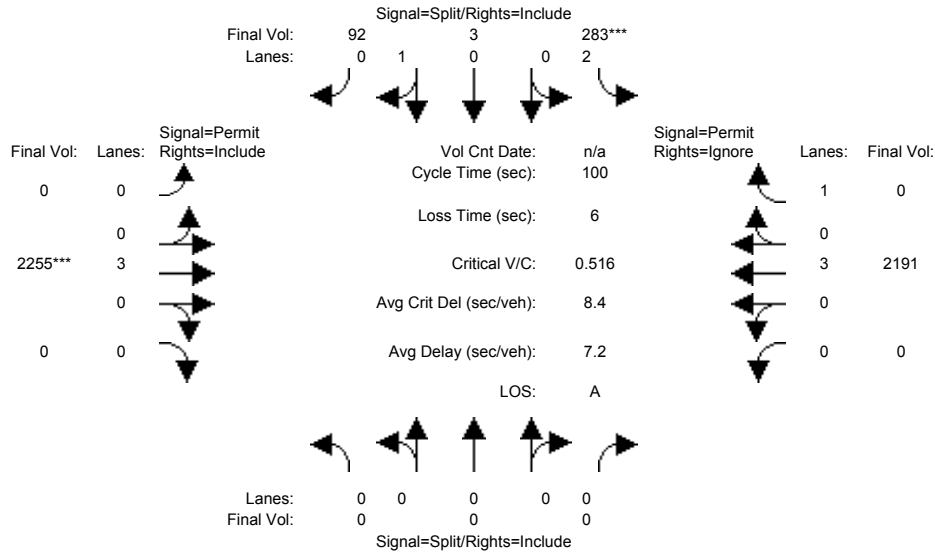 Signal=Split/Rights=Include
Final Vol: 92 3 283***
Lanes: 0 1 0 0 2
Signal=Permit Signal=Permit
Final Vol: Lanes: Rights=Include Vol Cnt Date: n/a Rights=Ignore Lanes: Final Vol:
Cycle Time (sec): 100
0 0 1 0
Loss Time (sec): 6
0 0
2255*** 3 Critical V/C: 0.516 3 2191
0 Avg Crit Del (sec/veh): 8.4 0
0 0 Avg Delay (sec/veh): 7.2 0 0
LOS: A
Lanes: 0 0 0 0 0
Final Vol: 0 0 0
Signal=Split/Rights=Include